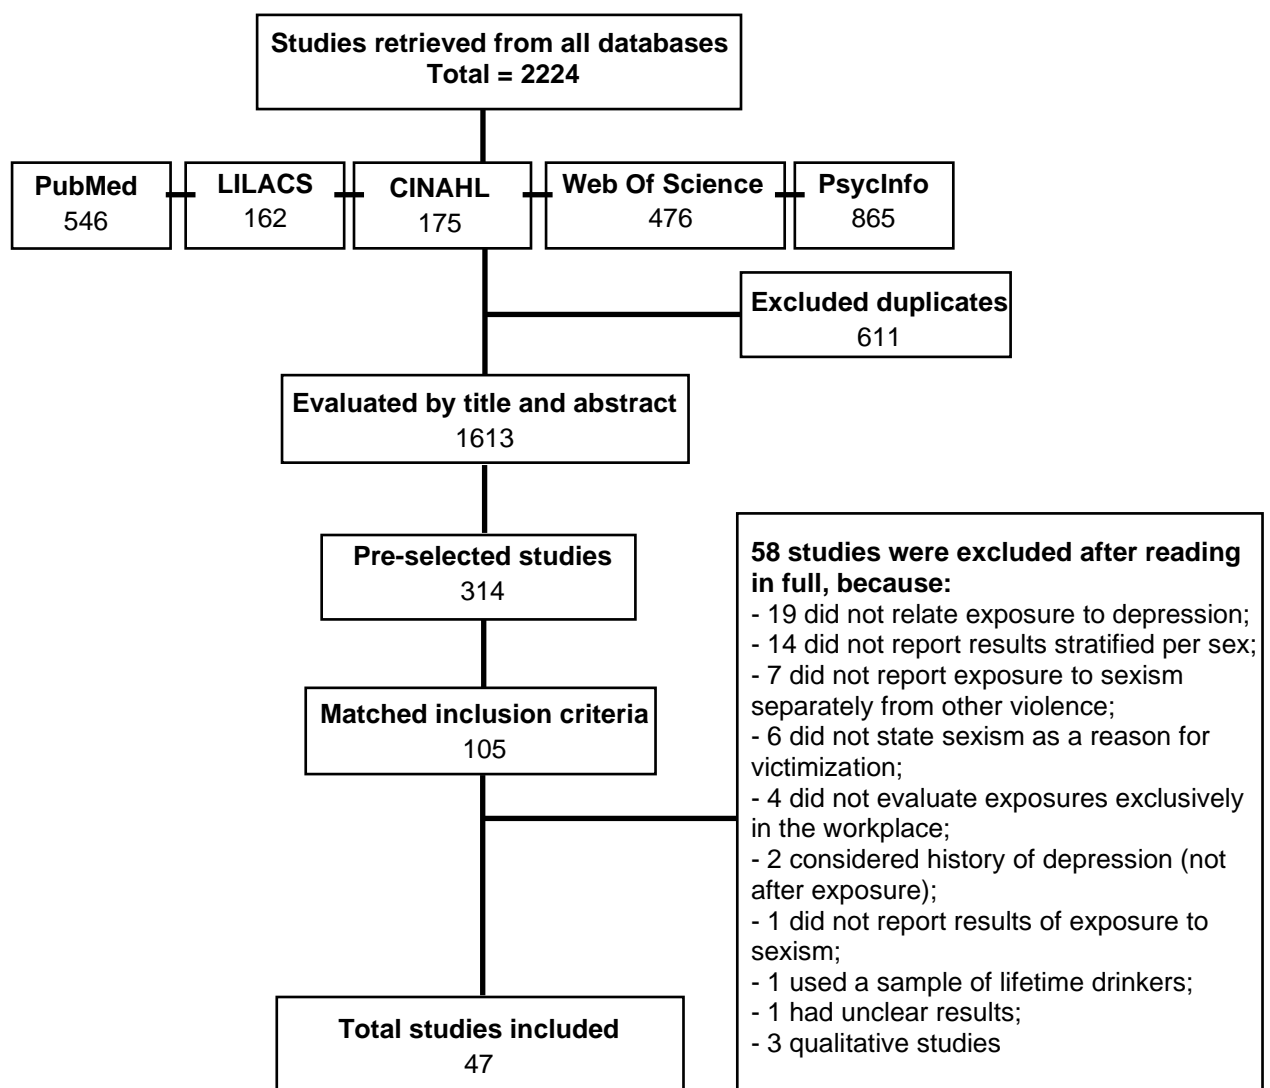 Studies retrieved from all databases
Total = 2224
PubMed
546
LILACS
162
CINAHL
175
Web Of Science
476
PsycInfo
865
Excluded duplicates
611
Evaluated by title and abstract
1613
Pre-selected studies
314
Matched inclusion criteria
105
58 studies were excluded after reading
in full, because:
- 19 did not relate exposure to depression;
- 14 did not report results stratified per sex;
- 7 did not report exposure to sexism
separately from other violence;
- 6 did not state sexism as a reason for
victimization;
- 4 did not evaluate exposures exclusively
in the workplace;
- 2 considered history of depression (not
after exposure);
- 1 did not report results of exposure to
sexism;
- 1 used a sample of lifetime drinkers;
- 1 had unclear results;
- 3 qualitative studies
Total studies included
47